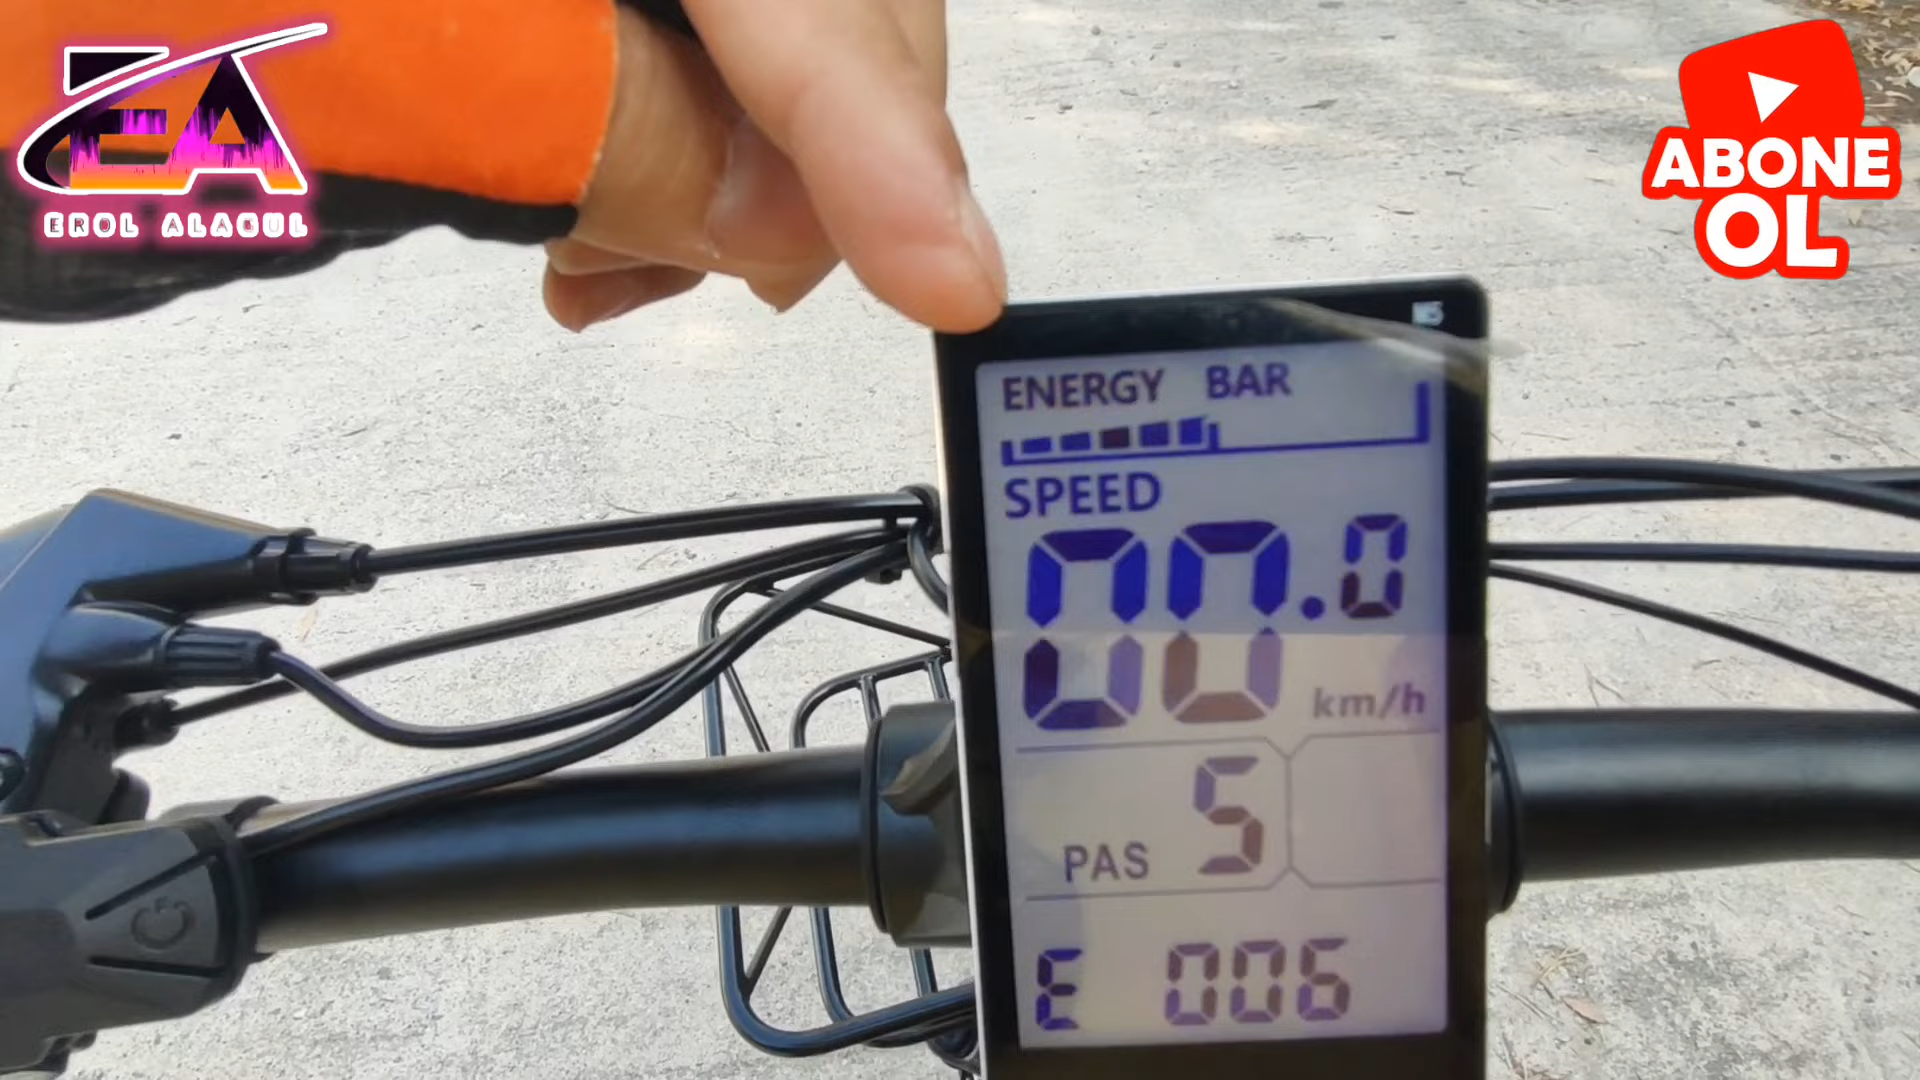 EA
EROL ALAGUL
ABONE
OL
ENERGY BAR
SPEED
00.0
km/h
PAS 5
E 006